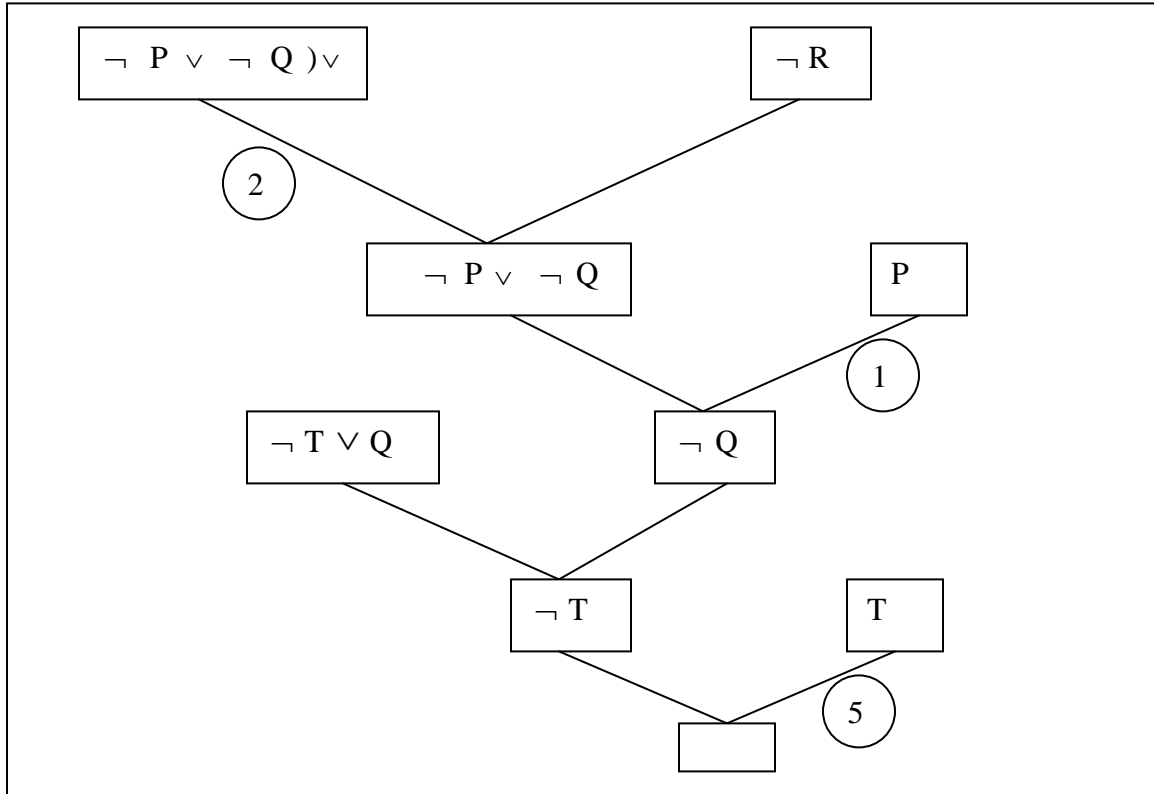 ¬ P ∨ ¬ Q ) ∨
¬ R
2
¬ P ∨ ¬ Q
P
1
¬ T ∨ Q
¬ Q
¬ T
T
5